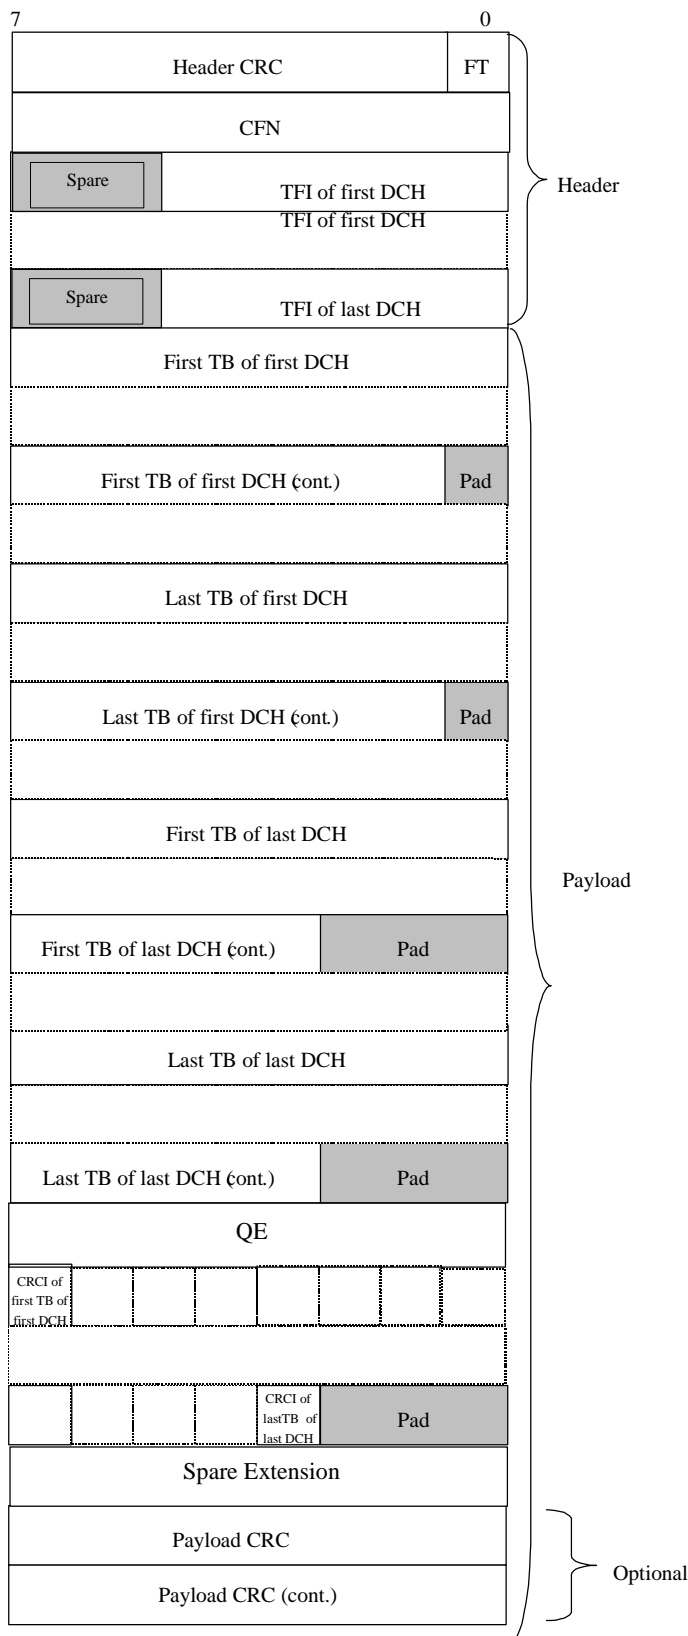 7 0
Header CRC FT
CFN
Spare
TFI of first DCH
TFI of first DCH
Header
Spare
TFI of last DCH
First TB of first DCH
First TB of first DCH (cont.) Pad
Last TB of first DCH
Last TB of first DCH (cont.) Pad
First TB of last DCH
Payload
First TB of last DCH (cont.) Pad
Last TB of last DCH
Last TB of last DCH (cont.) Pad
QE
CRCI of
first TB of
first DCH
CRCI of
lastTB of
last DCH
Pad
Spare Extension
Payload CRC
Optional
Payload CRC (cont.)